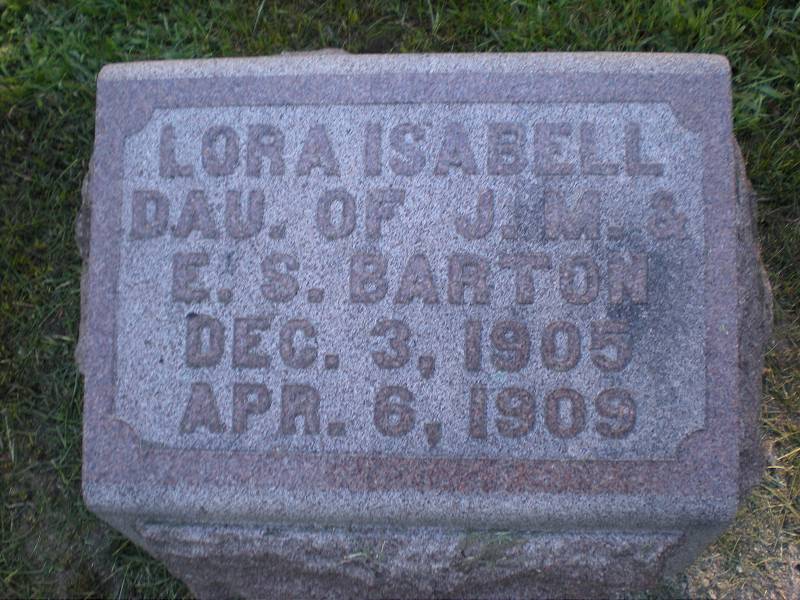 LORA ISABELL
DAU. OF J. M. &
E. S. BARTON
DEC. 3, 1905
APR. 6, 1909